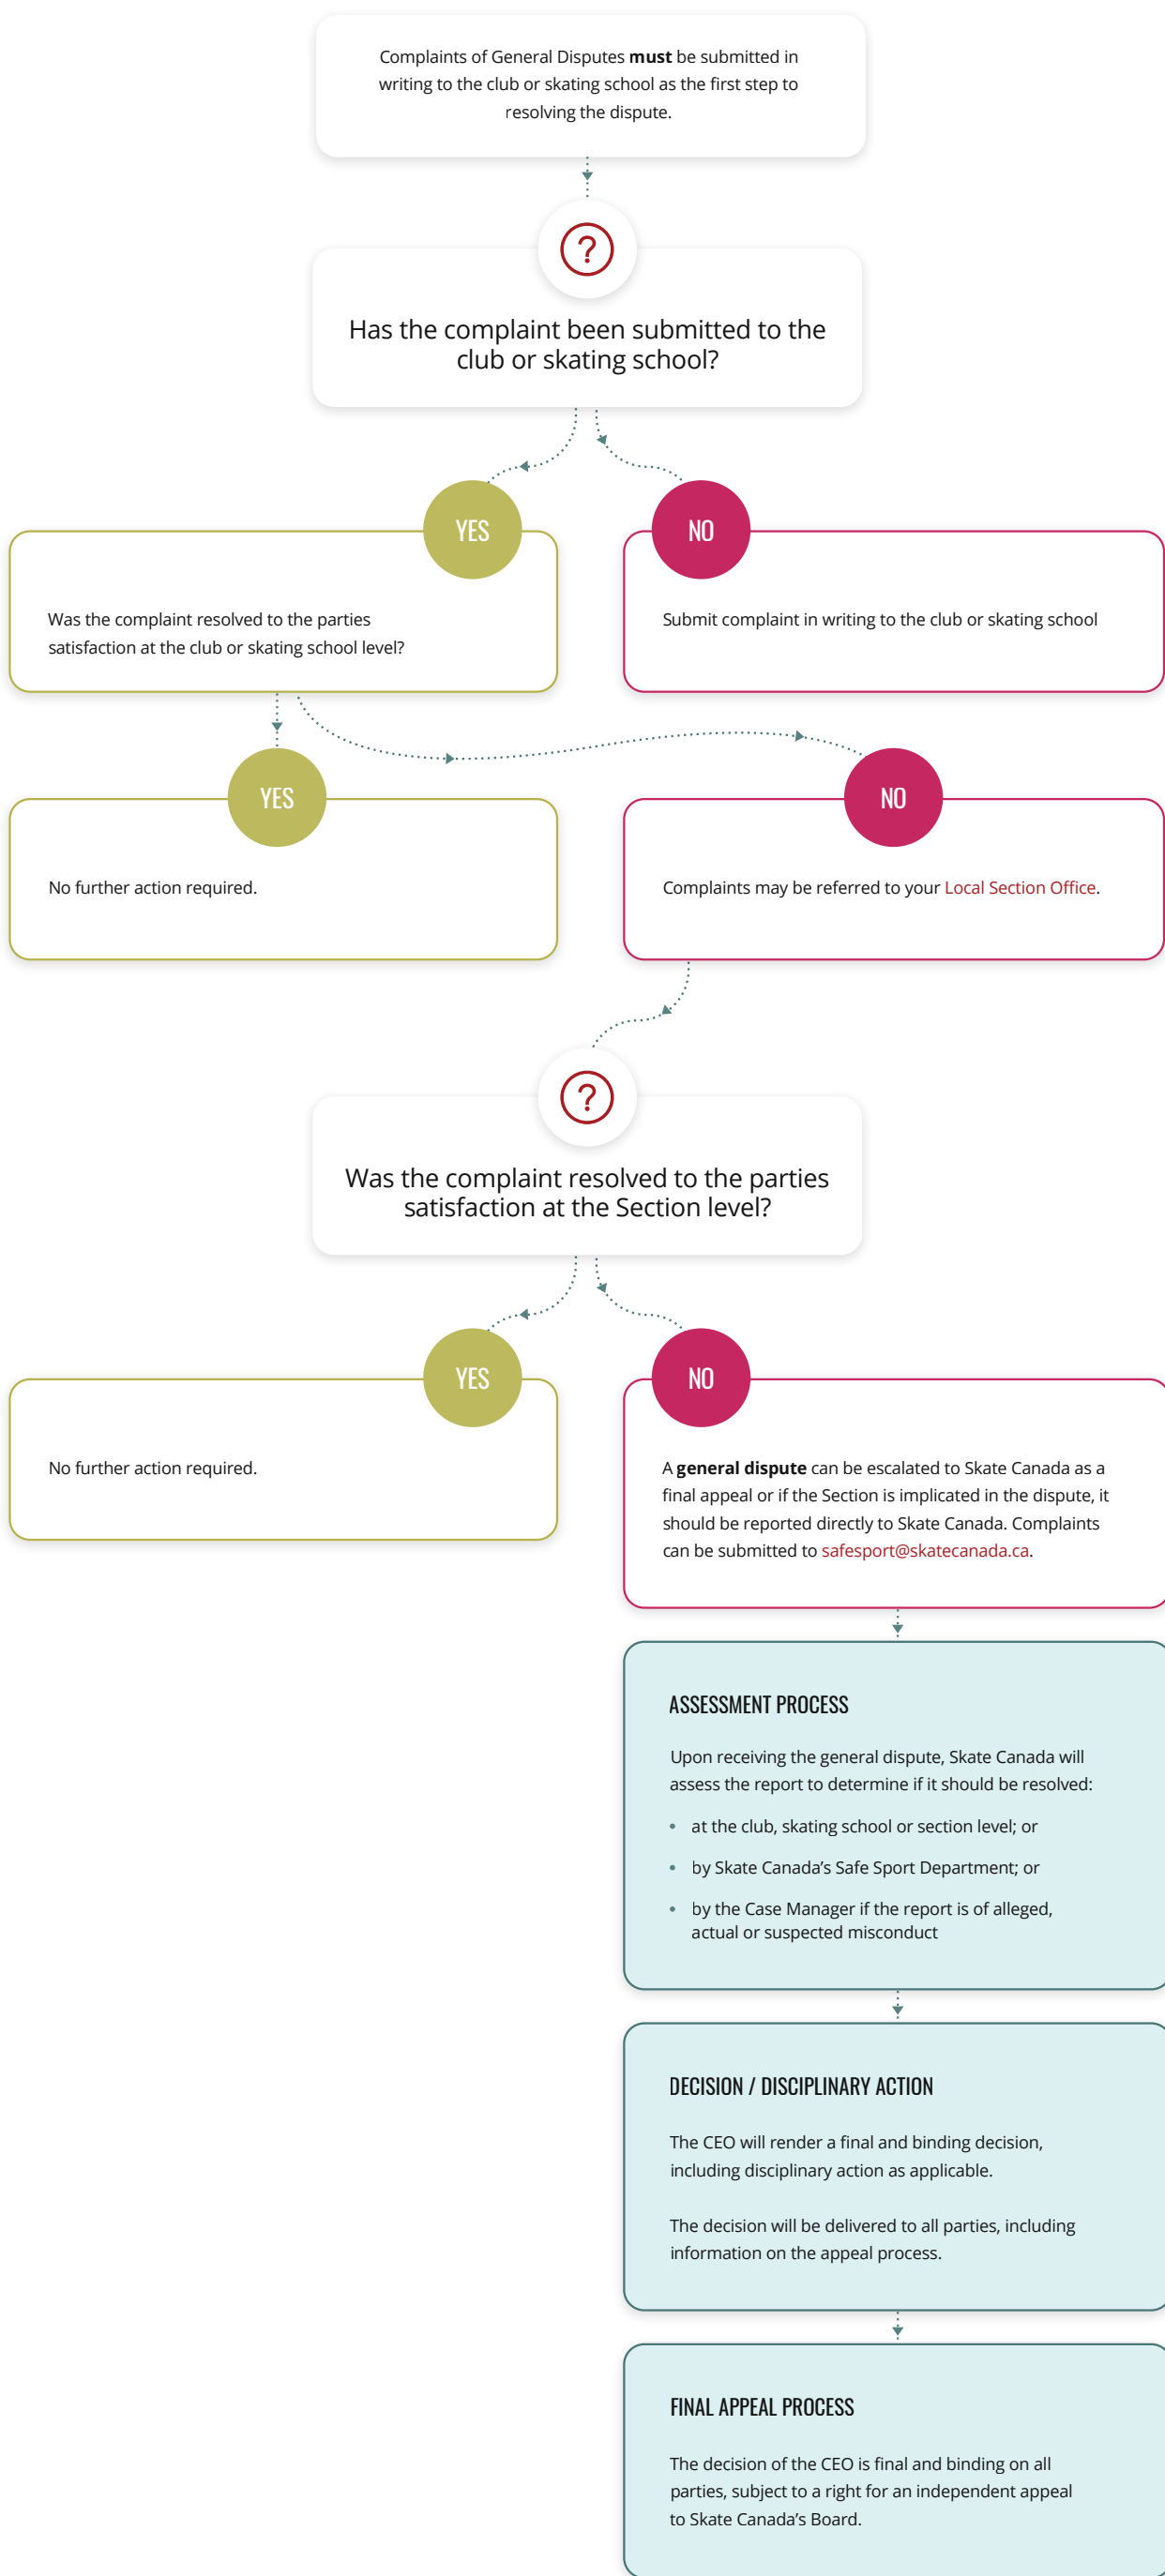 Complaints of General Disputes must be submitted in
writing to the club or skating school as the first step to
resolving the dispute.
?
Has the complaint been submitted to the
club or skating school?
YES
Was the complaint resolved to the parties
satisfaction at the club or skating school level?
NO
Submit complaint in writing to the club or skating school
YES
No further action required.
NO
Complaints may be referred to your Local Section Office.
?
Was the complaint resolved to the parties
satisfaction at the Section level?
YES
No further action required.
NO
A general dispute can be escalated to Skate Canada as a
final appeal or if the Section is implicated in the dispute, it
should be reported directly to Skate Canada. Complaints
can be submitted to safesport@skatecanada.ca.
ASSESSMENT PROCESS
Upon receiving the general dispute, Skate Canada will
assess the report to determine if it should be resolved:
• at the club, skating school or section level; or
• by Skate Canada’s Safe Sport Department; or
• by the Case Manager if the report is of alleged,
actual or suspected misconduct
DECISION / DISCIPLINARY ACTION
The CEO will render a final and binding decision,
including disciplinary action as applicable.
The decision will be delivered to all parties, including
information on the appeal process.
FINAL APPEAL PROCESS
The decision of the CEO is final and binding on all
parties, subject to a right for an independent appeal
to Skate Canada’s Board.